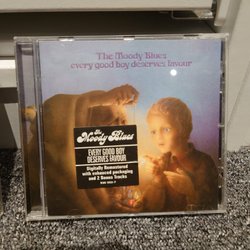 The Moody Blues
every good boy deserves favour
The
Moody Blues
EVERY GOOD BOY
DESERVES FAVOUR
Digitally Remastered
with enhanced packaging
and 2 Bonus Tracks